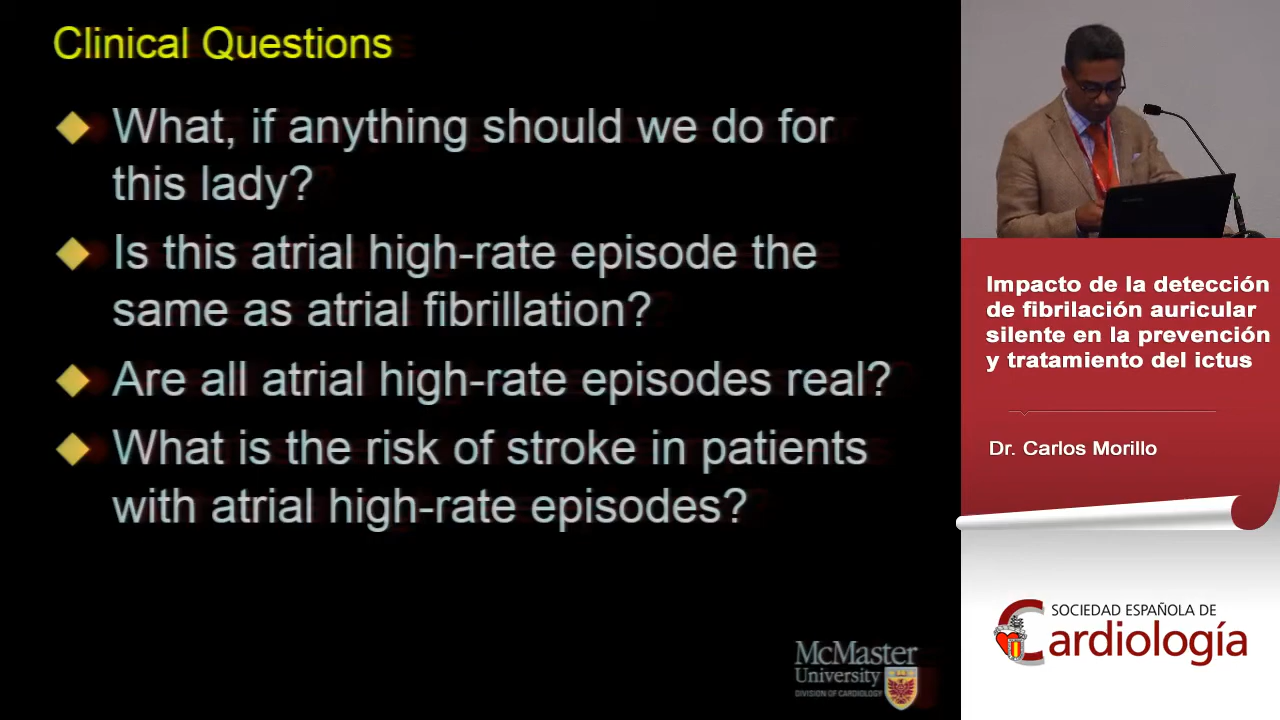 Clinical Questions
What, if anything should we do for
this lady?
Is this atrial high-rate episode the
same as atrial fibrillation?
Are all atrial high-rate episodes real?
What is the risk of stroke in patients
with atrial high-rate episodes?
McMaster
University
DIVISION OF CARDIOLOGY
Impacto de la detección
de fibrilación auricular
silente en la prevención
y tratamiento del ictus
Dr. Carlos Morillo
SOCIEDAD ESPAÑOLA DE
Cardiología